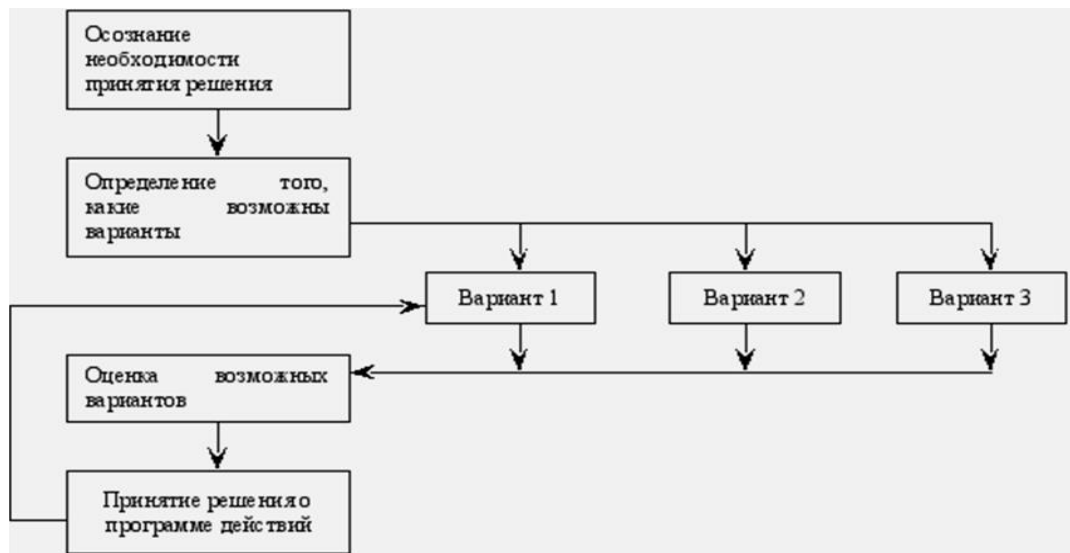 Осознание
необходимости
принятия решения
Определение того,
какие возможны
варианты
Вариант 1
Вариант 2
Вариант 3
Оценка возможных
вариантов
Принятие решения о
программе действий